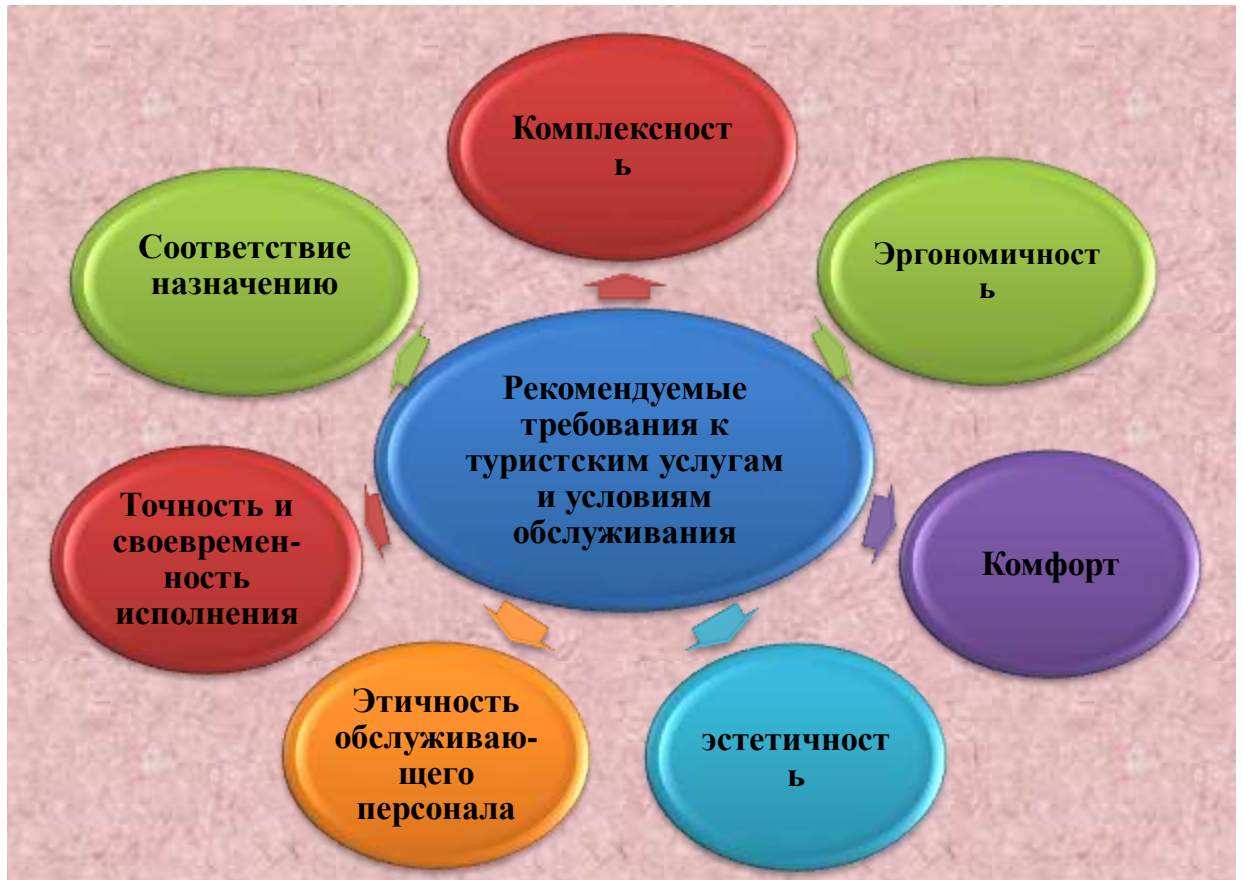 Комплексност
ь
Соответствие
назначению
Эргономичност
ь
Рекомендуемые
требования к
туристским услугам
и условиям
обслуживания
Точность и
своевремен-
ность
исполнения
Комфорт
Этичность
обслуживаю-
щего
персонала
эстетичност
ь